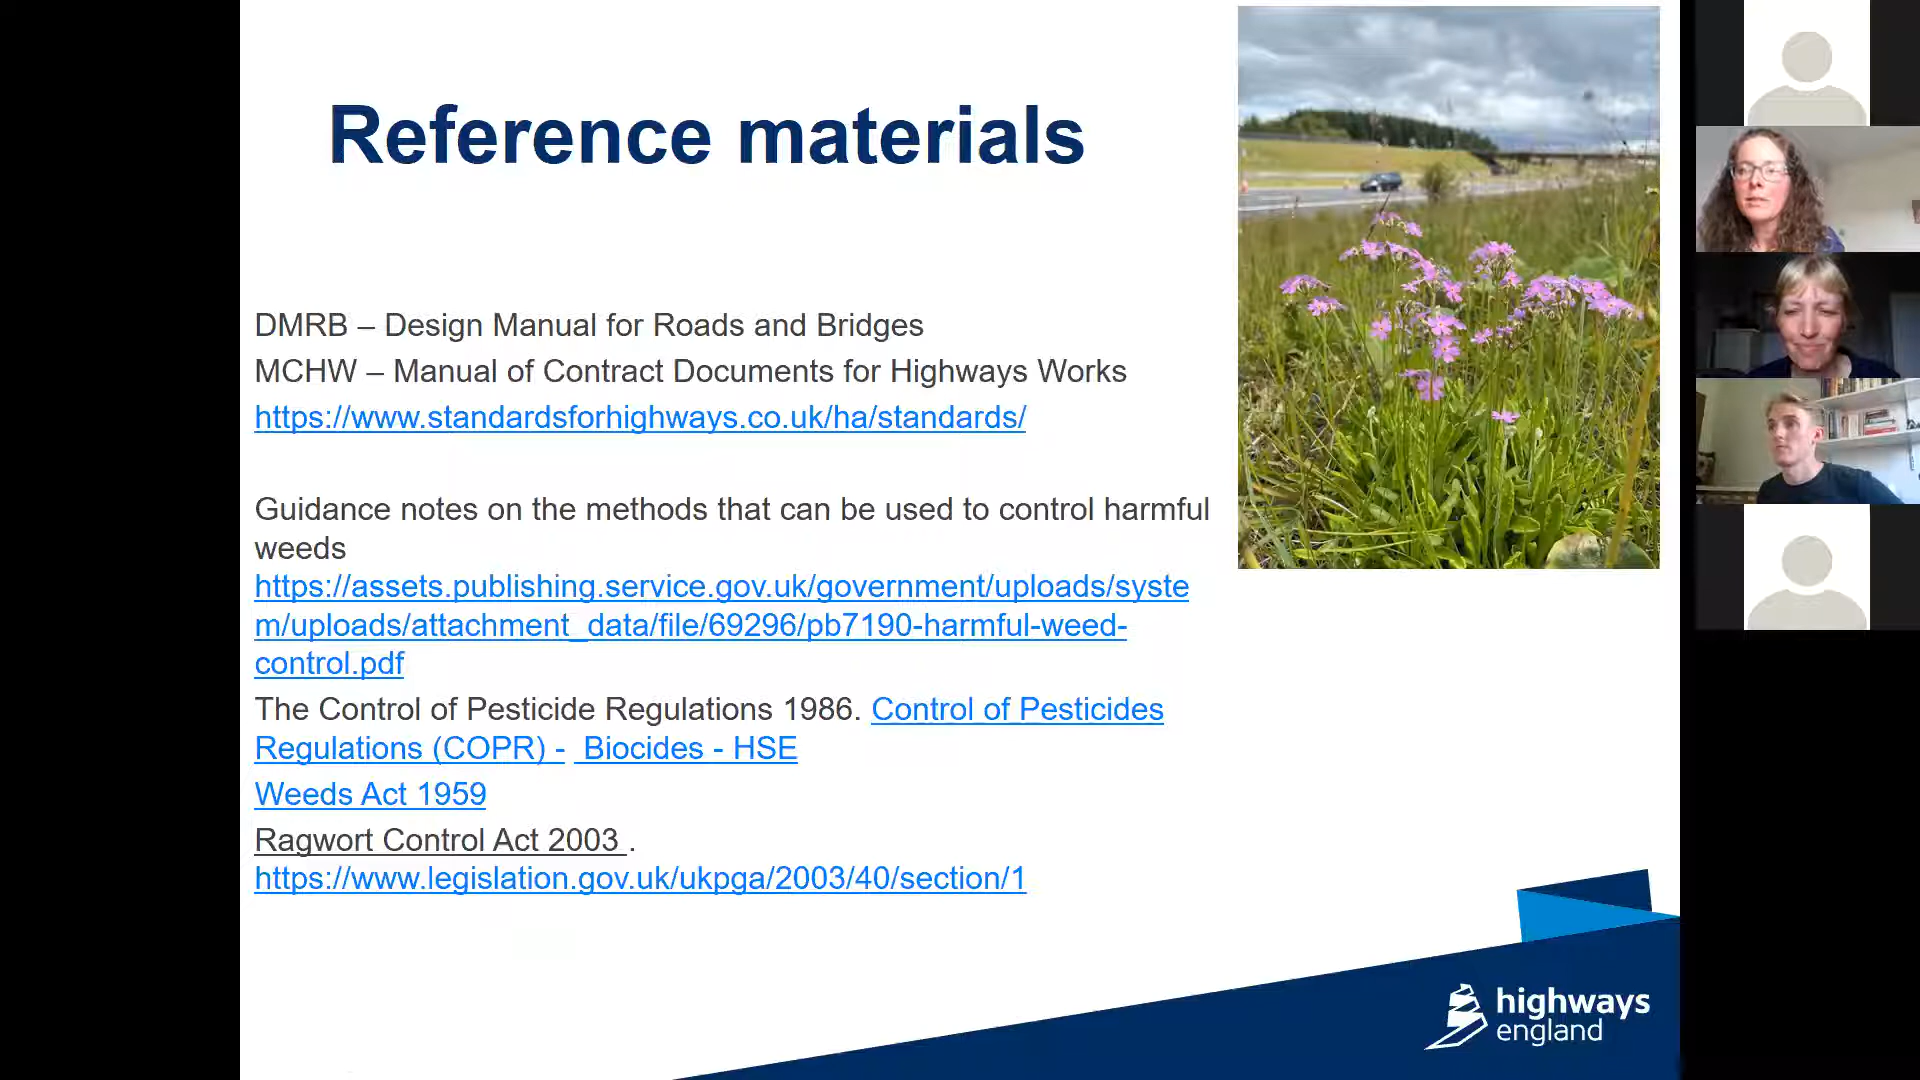 Reference materials
DMRB – Design Manual for Roads and Bridges
MCHW – Manual of Contract Documents for Highways Works
https://www.standardsforhighways.co.uk/ha/standards/
Guidance notes on the methods that can be used to control harmful
weeds
https://assets.publishing.service.gov.uk/government/uploads/syste
m/uploads/attachment_data/file/69296/pb7190-harmful-weed-
control.pdf
The Control of Pesticide Regulations 1986. Control of Pesticides
Regulations (COPR) - Biocides - HSE
Weeds Act 1959
Ragwort Control Act 2003 .
https://www.legislation.gov.uk/ukpga/2003/40/section/1
highways
england